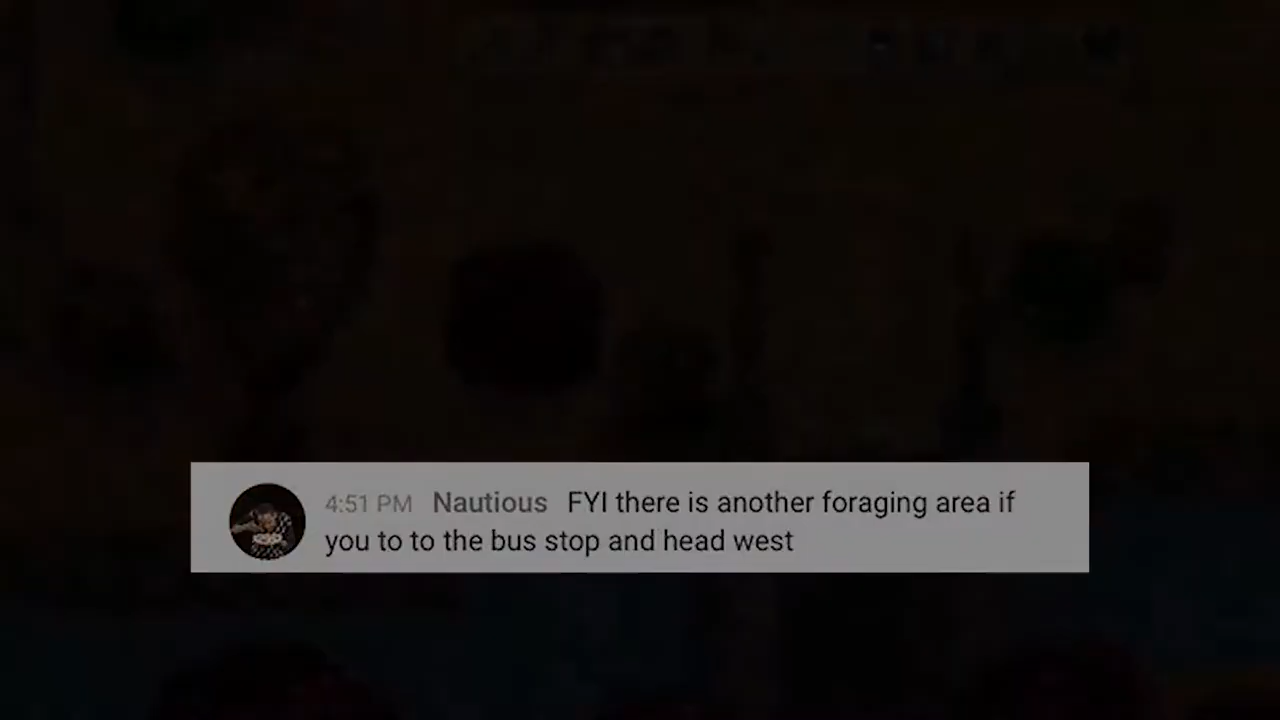 4:51 PM Nautious FYI there is another foraging area if
you to to the bus stop and head west